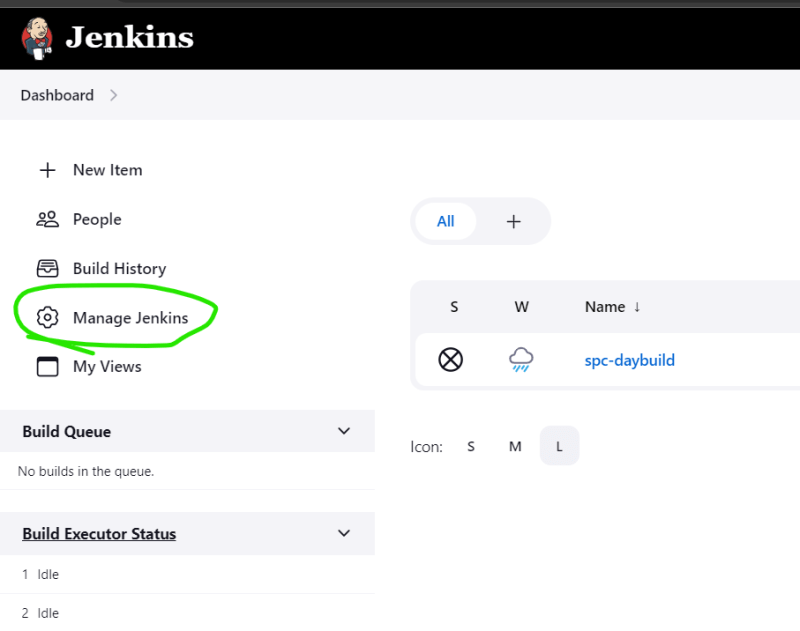 Jenkins
Dashboard
New Item
People
Build History
Manage Jenkins
My Views
Build Queue
No builds in the queue.
Build Executor Status
1 Idle
2 Idle
All +
S W Name ↓
spc-daybuild
Icon: S M L